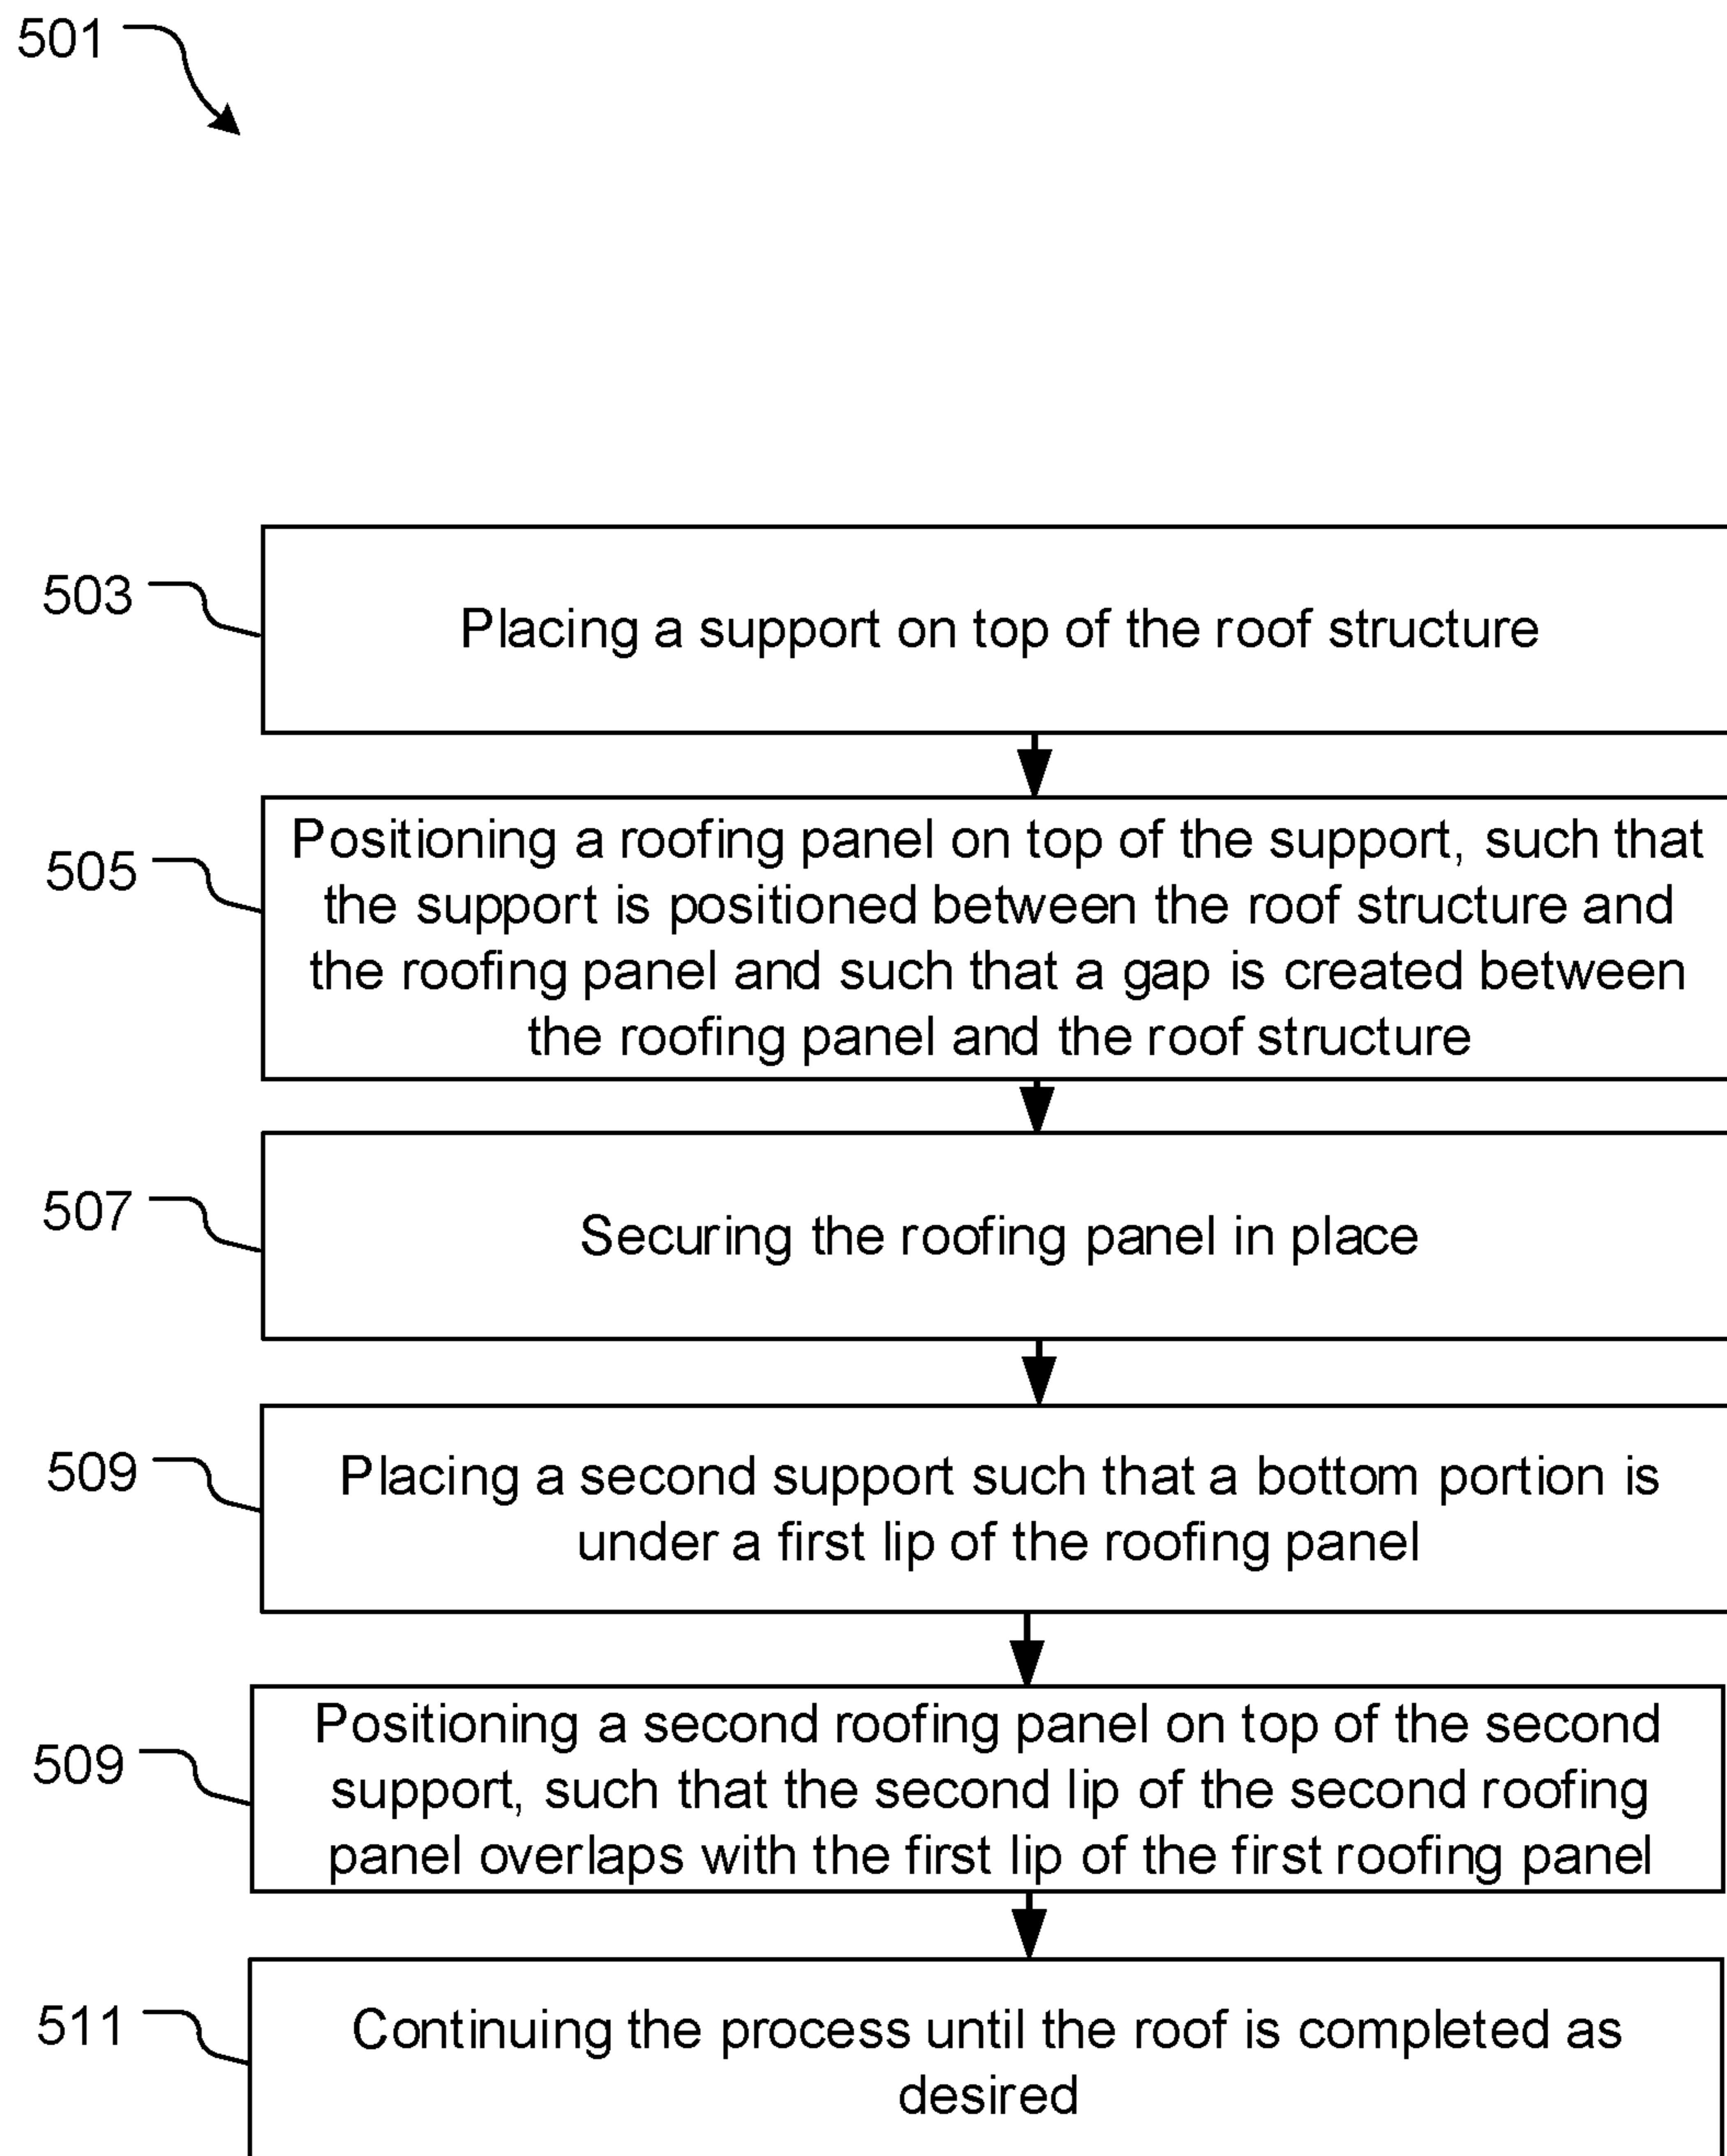 501
503
Placing a support on top of the roof structure
505
Positioning a roofing panel on top of the support, such that
the support is positioned between the roof structure and
the roofing panel and such that a gap is created between
the roofing panel and the roof structure
507
Securing the roofing panel in place
509
Placing a second support such that a bottom portion is
under a first lip of the roofing panel
509
Positioning a second roofing panel on top of the second
support, such that the second lip of the second roofing
panel overlaps with the first lip of the first roofing panel
511
Continuing the process until the roof is completed as
desired